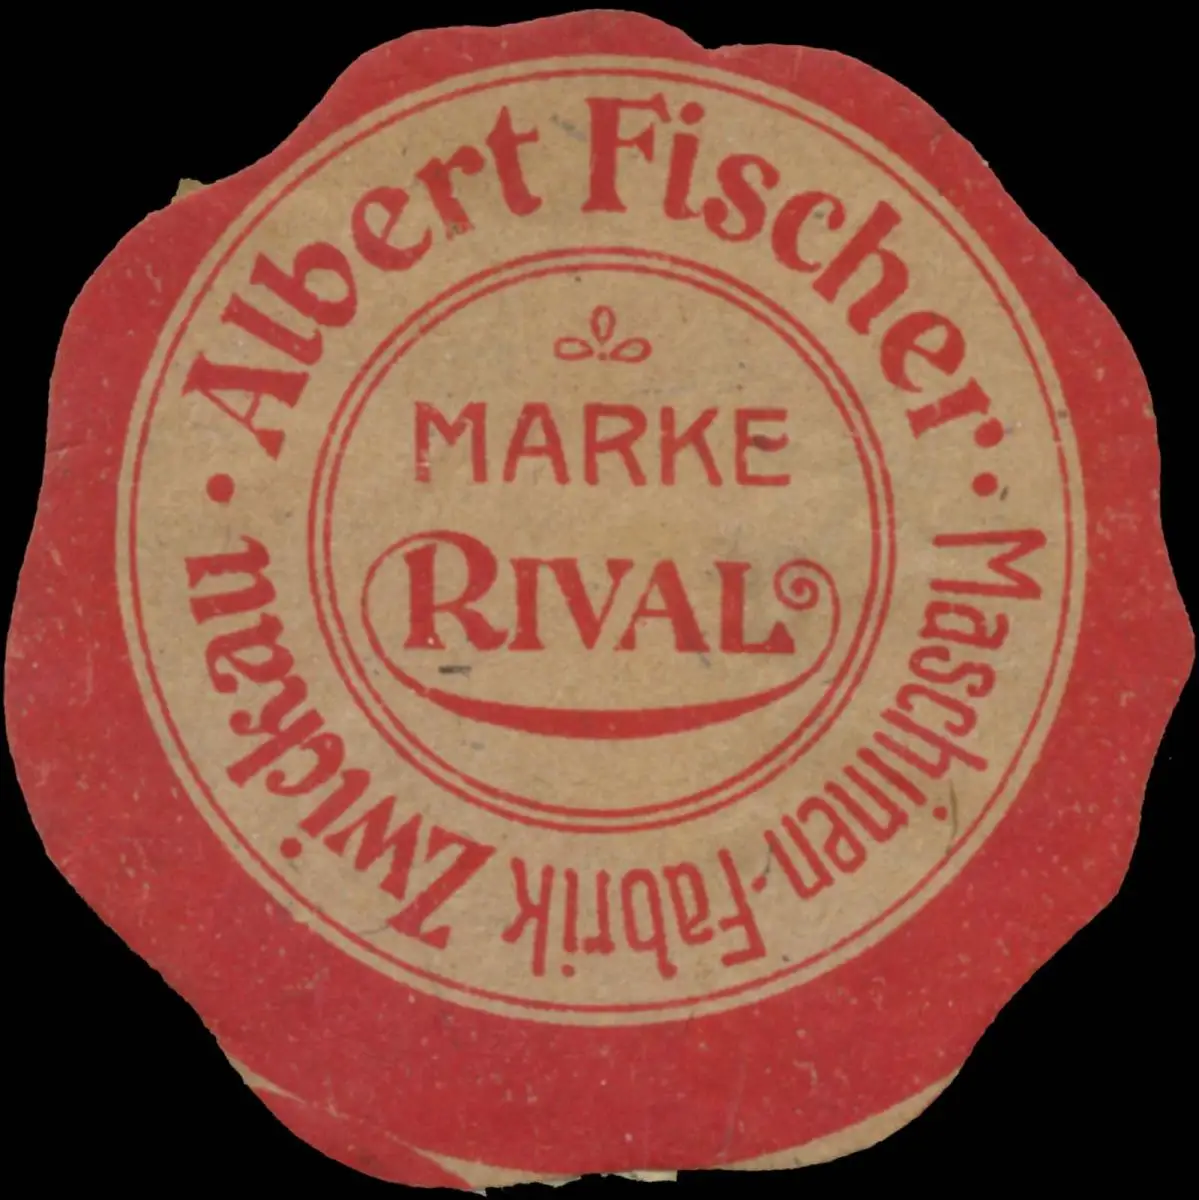 Albert Fischer · Maschinen-Fabrik Zwickau ·
MARKE
RIVAL